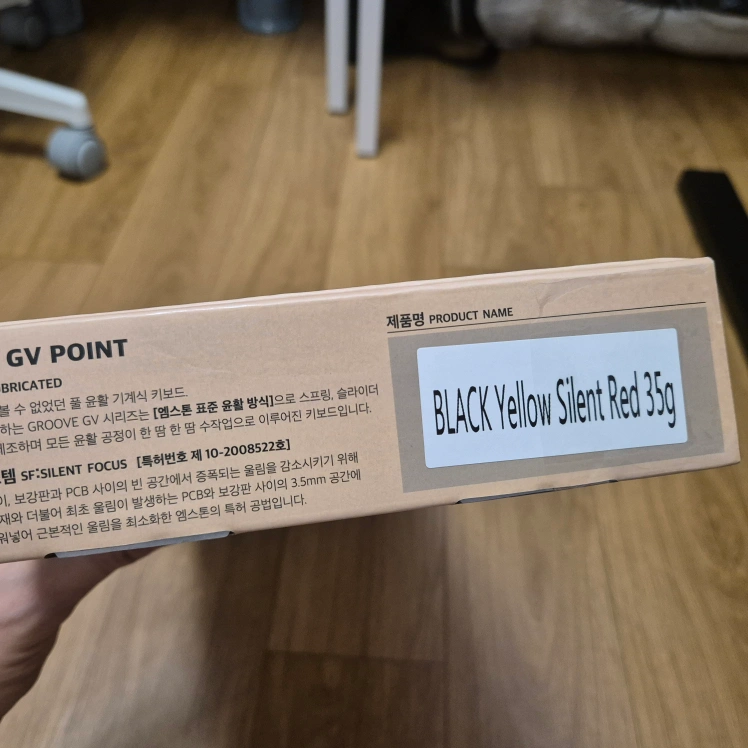 GV POINT
BRICATED
볼 수 없었던 풀 윤활 기계식 키보드
하는 GROOVE GV 시리즈는 [엠스톤 표준 윤활 방식]으로 스프링, 슬라이더
제조하며 모든 윤활 공정이 한 땀 한 땀 수작업으로 이루어진 키보드입니다.
템 SF:SILENT FOCUS [특허번호 제 10-2008522호]
이, 보강판과 PCB 사이의 빈 공간에서 증폭되는 울림을 감소시키기 위해
재와 더불어 최초 울림이 발생하는 PCB와 보강판 사이의 3.5mm 공간에
워넣어 근본적인 울림을 최소화한 엠스톤의 특허 공법입니다.
제품명 PRODUCT NAME
BLACK Yellow Silent Red 35g